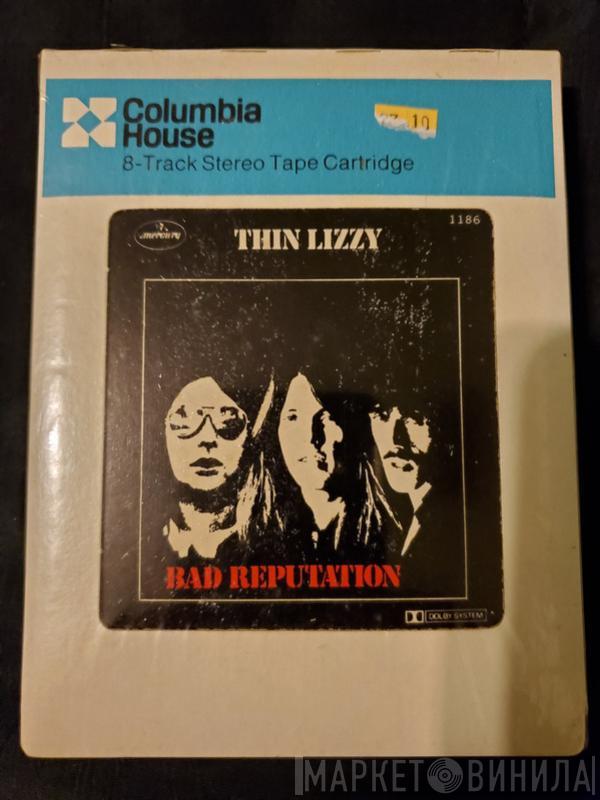 Columbia
House
8-Track Stereo Tape Cartridge
10
mercury
THIN LIZZY
1186
BAD REPUTATION
DOLBY SYSTEM
МАРКЕТ ВИНИЛА